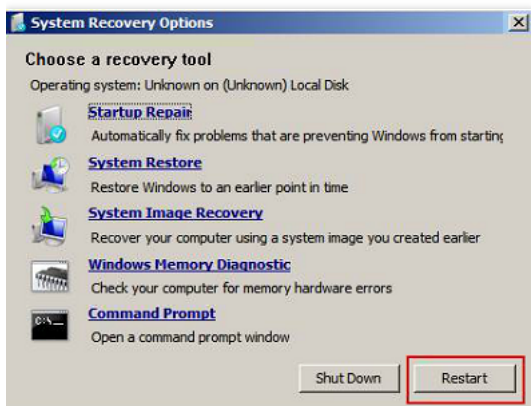 System Recovery Options
Choose a recovery tool
Operating system: Unknown on (Unknown) Local Disk
Startup Repair
Automatically fix problems that are preventing Windows from starting
System Restore
Restore Windows to an earlier point in time
System Image Recovery
Recover your computer using a system image you created earlier
Windows Memory Diagnostic
Check your computer for memory hardware errors
C:\_
Command Prompt
Open a command prompt window
Shut Down Restart